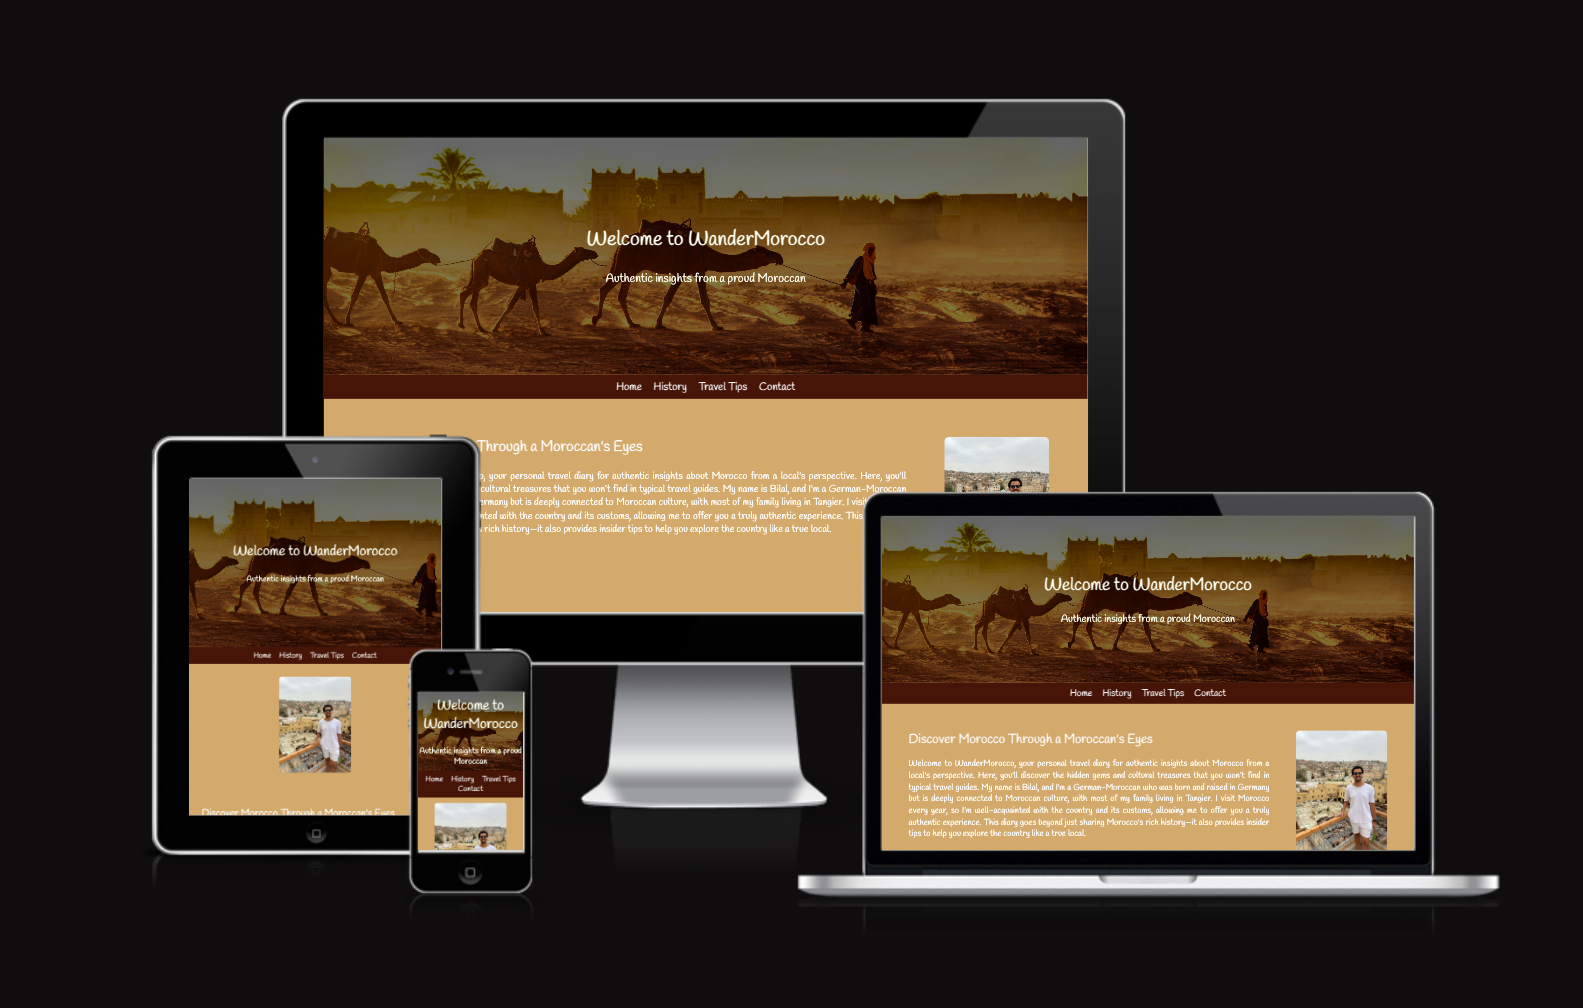 Welcome to WanderMorocco
Authentic insights from a proud Moroccan
Home History Travel Tips Contact
Through a Moroccan's Eyes
, your personal travel diary for authentic insights about Morocco from a local's perspective. Here, you'll
cultural treasures that you won't find in typical travel guides. My name is Bilal, and I'm a German-Moroccan
ermany but is deeply connected to Moroccan culture, with most of my family living in Tangier. I visi
nted with the country and its customs, allowing me to offer you a truly authentic experience. This
rich history—it also provides insider tips to help you explore the country like a true local.
Welcome to WanderMorocco
Authentic insights from a proud Moroccan
Home History Travel Tips Contact
Discover Morocco Through a Moroccan's Eyes
Welcome to
WanderMorocco
Authentic insights from a proud
Moroccan
Home History Travel Tips
Contact
Welcome to WanderMorocco
Authentic insights from a proud Moroccan
Home History Travel Tips Contact
Discover Morocco Through a Moroccan's Eyes
Welcome to WanderMorocco, your personal travel diary for authentic insights about Morocco from a
local's perspective. Here, you'll discover the hidden gems and cultural treasures that you won't find in
typical travel guides. My name is Bilal, and I'm a German-Moroccan who was born and raised in Germany
but is deeply connected to Moroccan culture, with most of my family living in Tangier. I visit Morocco
every year, so I'm well-acquainted with the country and its customs, allowing me to offer you a truly
authentic experience. This diary goes beyond just sharing Morocco's rich history—it also provides insider
tips to help you explore the country like a true local.